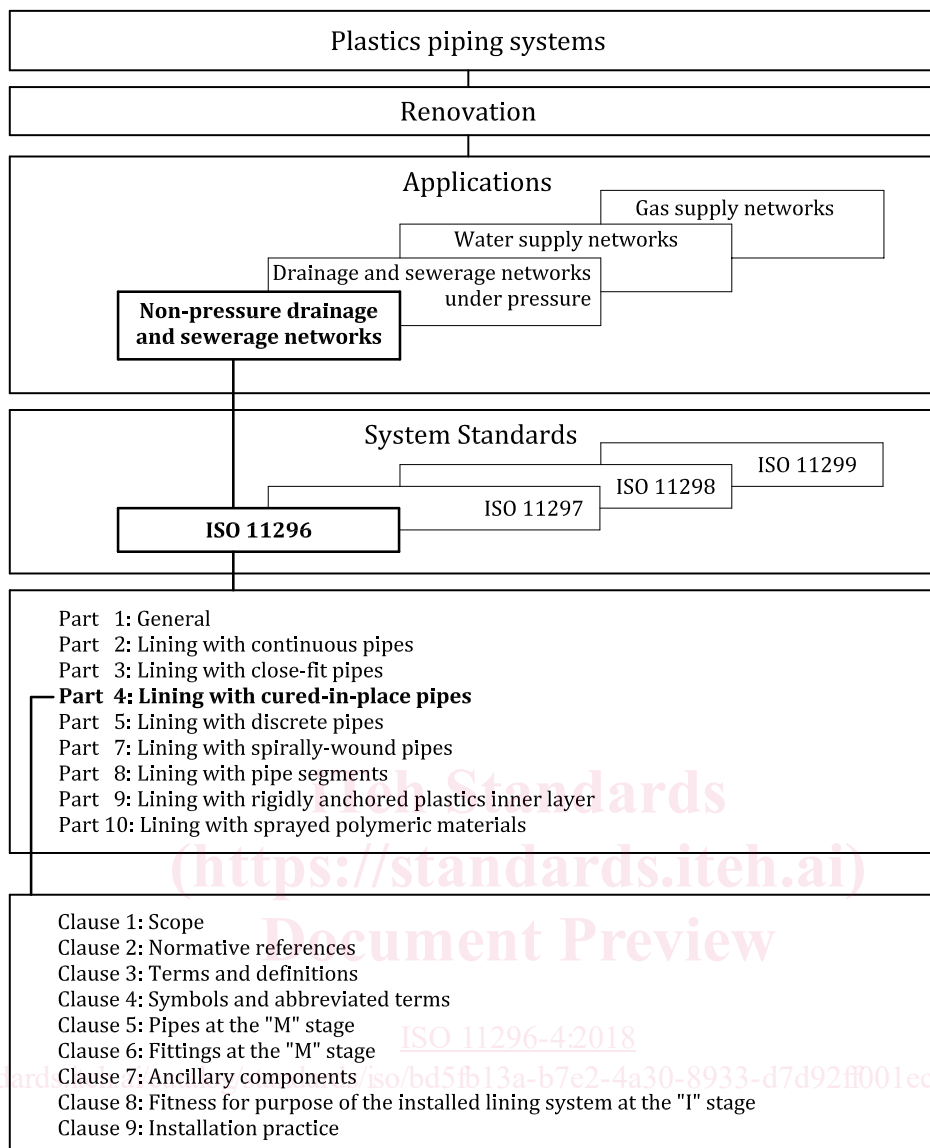 Plastics piping systems
Renovation
Applications
Gas supply networks
Water supply networks
Drainage and sewerage networks
under pressure
Non-pressure drainage
and sewerage networks
System Standards
ISO 11299
ISO 11298
ISO 11297
ISO 11296
Part 1: General
Part 2: Lining with continuous pipes
Part 3: Lining with close-fit pipes
Part 4: Lining with cured-in-place pipes
Part 5: Lining with discrete pipes
Part 7: Lining with spirally-wound pipes
Part 8: Lining with pipe segments
Part 9: Lining with rigidly anchored plastics inner layer
Part 10: Lining with sprayed polymeric materials
iTeh Standards
(https://standards.iteh.ai)
Document Preview
Clause 1: Scope
Clause 2: Normative references
Clause 3: Terms and definitions
Clause 4: Symbols and abbreviated terms
Clause 5: Pipes at the "M" stage
ISO 11296-4:2018
Clause 6: Fittings at the "M" stage
Clause 7: Ancillary components
/iso/bd5fb13a-b7e2-4a30-8933-d7d92ff001ec
Clause 8: Fitness for purpose of the installed lining system at the "I" stage
Clause 9: Installation practice